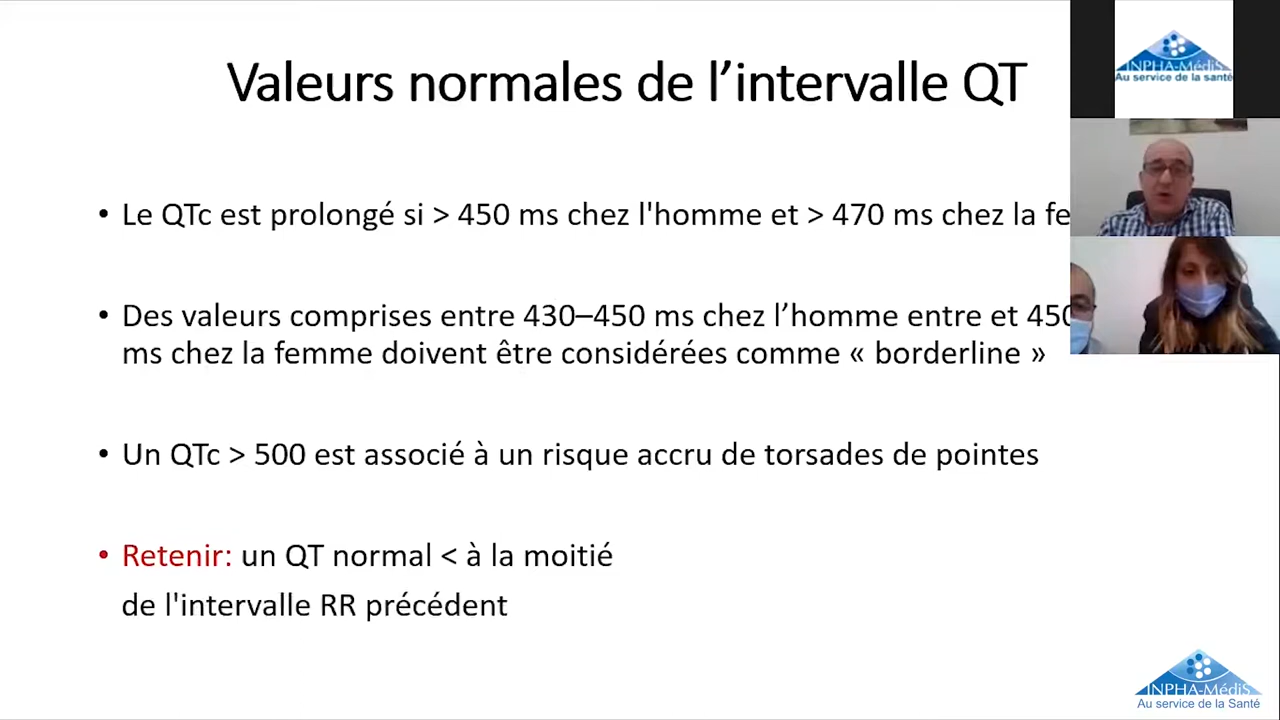 Valeurs normales de l’intervalle QT
• Le QTc est prolongé si > 450 ms chez l'homme et > 470 ms chez la
• Des valeurs comprises entre 430–450 ms chez l’homme entre et 450
ms chez la femme doivent être considérées comme « borderline »
• Un QTc > 500 est associé à un risque accru de torsades de pointes
• Retenir: un QT normal < à la moitié
de l'intervalle RR précédent
INPHA-MédiS
Au service de la santé
INPHA-MédiS
Au service de la Santé